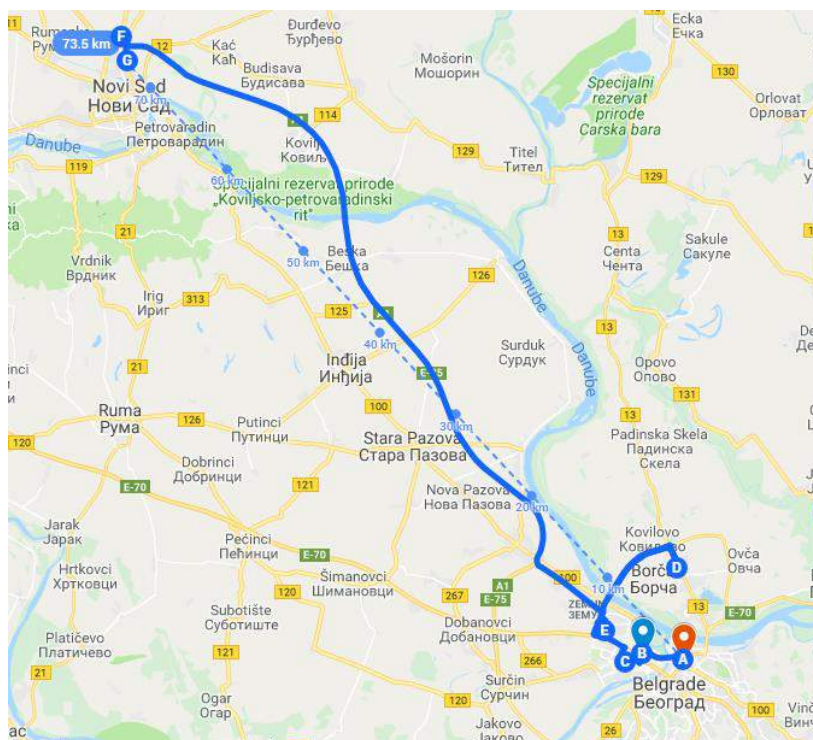 Rumenka
Рум
73.5 km
F
G
12
Novi Sad
Нови Сад
70 km
Каć
Каћ
Đurđevo
Ђурђево
Budisava
Будисава
114
Kovilj
Ковиљ
Petrovaradin
Петроварадин
Danube
119
Mošorin
Мошорин
Titel
Тител
129
Ecka
Ечка
130
Specijalni
rezervat
prirode
Carska bara
Orlovat
Орловат
129
60 km
Specijalni rezervat prirode
„Koviljsko-petrovaradinski
rit"
21
Vrdnik
Врдник
50 km
Beška
Бешка
126
Danube
13
Centa
Чента
Sakule
Сакуле
Irig
Ириг
313
125
40 km
13
Surduk
Сурдук
Danube
Inđija
Инђија
E-75
Opovo
Опово
131
21
Ruma
Рума
100
126
Putinci
Путинци
30 km
Stara Pazova
Стара Пазова
120
Dobrinci
Добринци
121
E-70
Padinska Skela
Падинска
Скела
Nova Pazova
Нова Пазова
20 km
Jarak
Јарак
Pećinci
Пећинци
E-70
Kovilovo
Ovča
Овча
Borča
Борча
D
Hrtkovci
Хртковци
Šimanovci
Шимановци
A1
E-75
100
10 km
13
E-70
267
Subotište
Суботиште
Dobanovci
Добановци
E
Platičevo
Платичево
121
266
C
B
A
Surčin
Сурчин
Belgrade
Београд
Ogar
Огар
120
Jakovo
Јаково
26
100